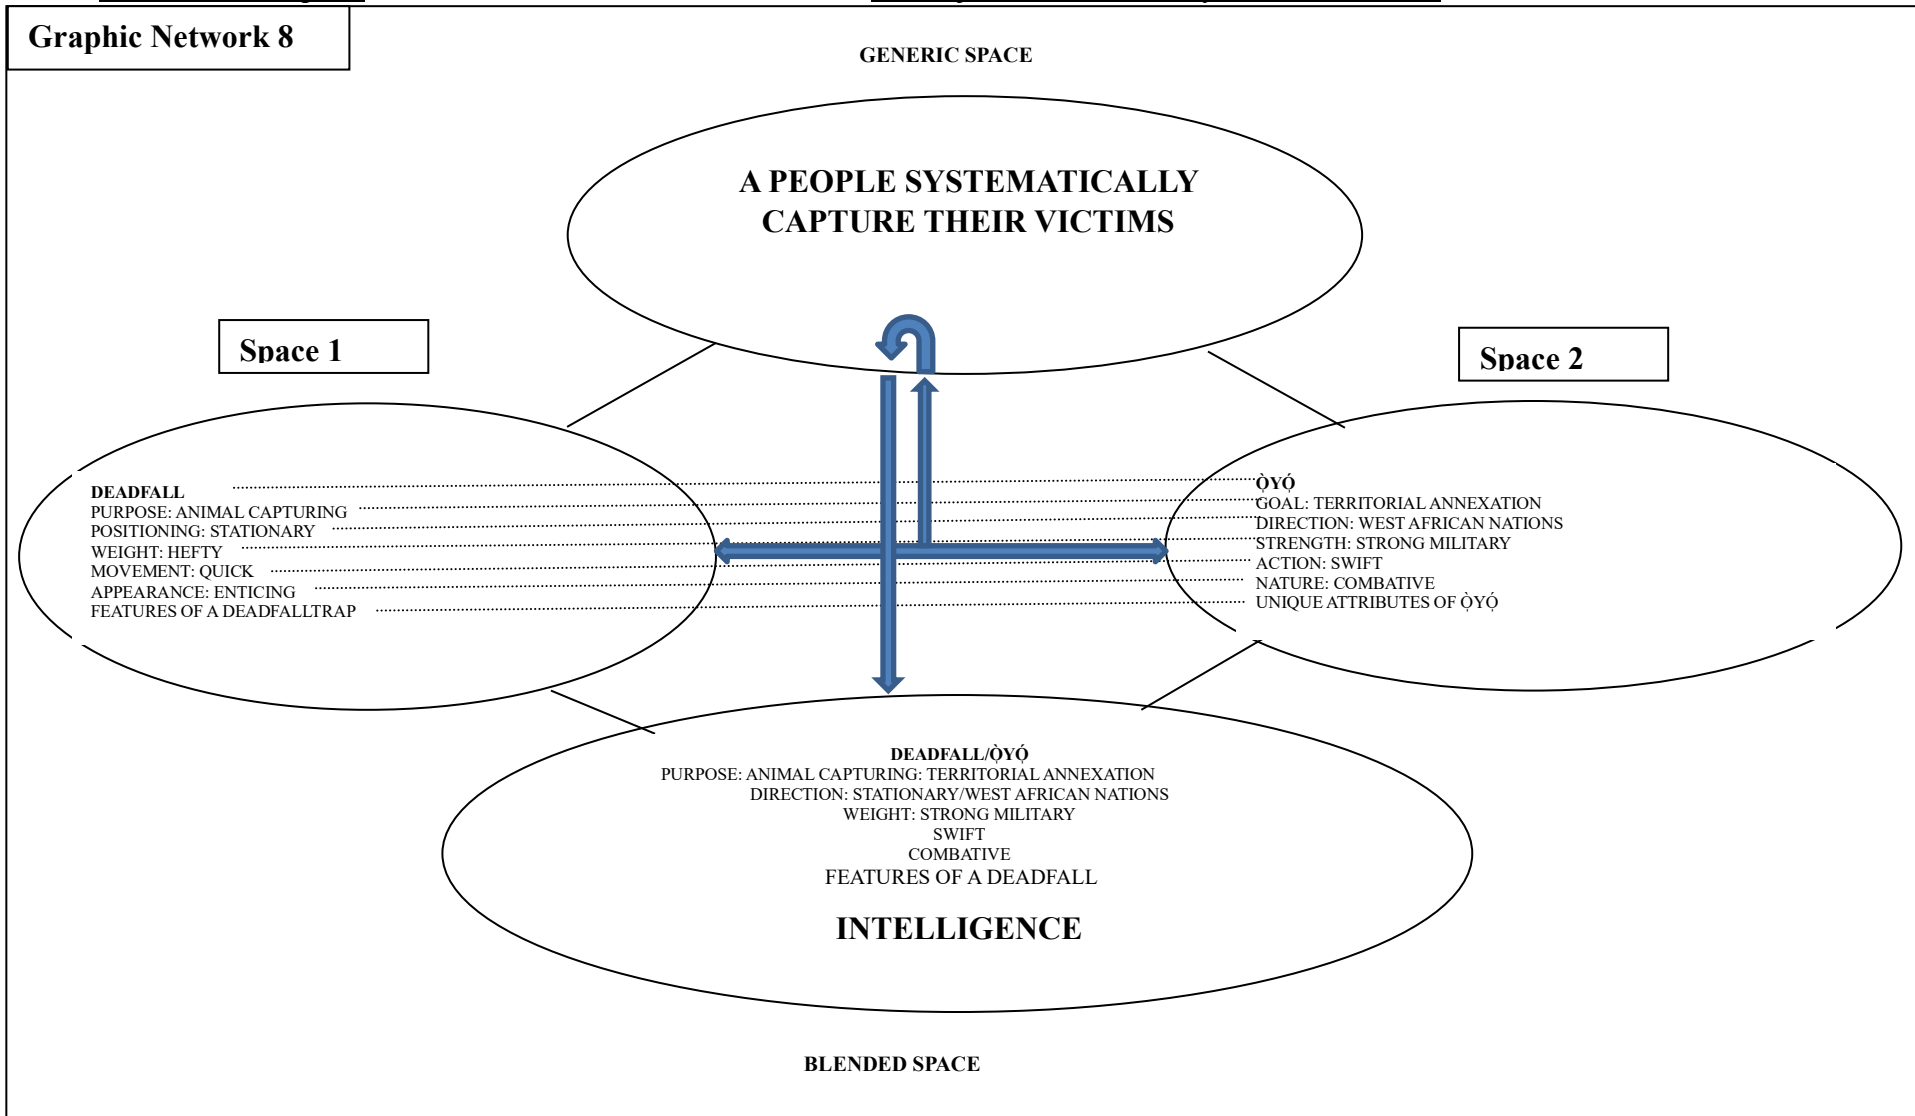 Graphic Network 8
GENERIC SPACE
A PEOPLE SYSTEMATICALLY
CAPTURE THEIR VICTIMS
Space 1
Space 2
DEADFALL
PURPOSE: ANIMAL CAPTURING
POSITIONING: STATIONARY
WEIGHT: HEFTY
MOVEMENT: QUICK
APPEARANCE: ENTICING
FEATURES OF A DEADFALLTRAP
Ọ̀YỌ́
GOAL: TERRITORIAL ANNEXATION
DIRECTION: WEST AFRICAN NATIONS
STRENGTH: STRONG MILITARY
ACTION: SWIFT
NATURE: COMBATIVE
UNIQUE ATTRIBUTES OF Ọ̀YỌ́
DEADFALL/Ọ̀YỌ́
PURPOSE: ANIMAL CAPTURING: TERRITORIAL ANNEXATION
DIRECTION: STATIONARY/WEST AFRICAN NATIONS
WEIGHT: STRONG MILITARY
SWIFT
COMBATIVE
FEATURES OF A DEADFALL
INTELLIGENCE
BLENDED SPACE